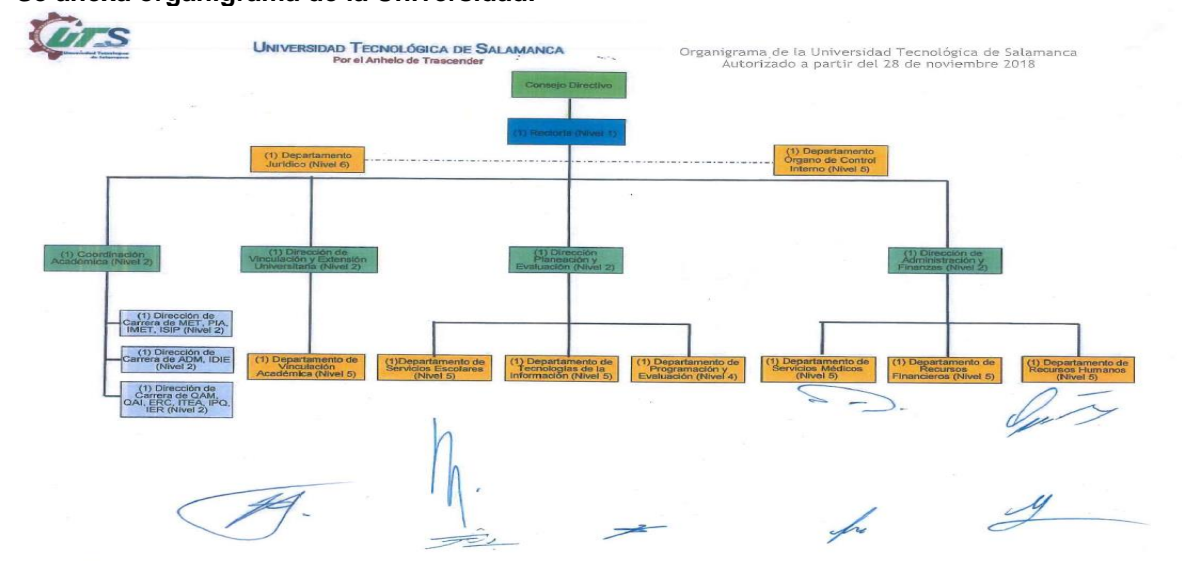 Se anexa organigrama de la Universidad.
UTS
Universidad Tecnológica
de Salamanca
UNIVERSIDAD TECNOLÓGICA DE SALAMANCA
Por el Anhelo de Trascender
Organigrama de la Universidad Tecnológica de Salamanca
Autorizado a partir del 28 de noviembre 2018
Consejo Directivo
(1) Rectoría (Nivel 1)
(1) Departamento
Jurídico (Nivel 6)
(1) Departamento
Órgano de Control
Interno (Nivel 5)
(1) Coordinación
Académica (Nivel 2)
(1) Dirección de
Vinculación y Extensión
Universitaria (Nivel 2)
(1) Dirección
Planeación y
Evaluación (Nivel 2)
(1) Dirección de
Administración y
Finanzas (Nivel 2)
(1) Dirección de
Carrera de MET, PIA,
IMET, ISIP (Nivel 2)
(1) Dirección de
Carrera de ADM, IDIE
(Nivel 2)
(1) Dirección de
Carrera de QAM,
QAI, ERC, ITEA, IPQ,
IER (Nivel 2)
(1) Departamento de
Vinculación
Académica (Nivel 5)
(1)Departamento de
Servicios Escolares
(Nivel 5)
(1) Departamento de
Tecnologías de la
Información (Nivel 5)
(1) Departamento de
Programación y
Evaluación (Nivel 4)
(1) Departamento de
Servicios Médicos
(Nivel 5)
(1) Departamento de
Recursos
Financieros (Nivel 5)
(1) Departamento de
Recursos Humanos
(Nivel 5)